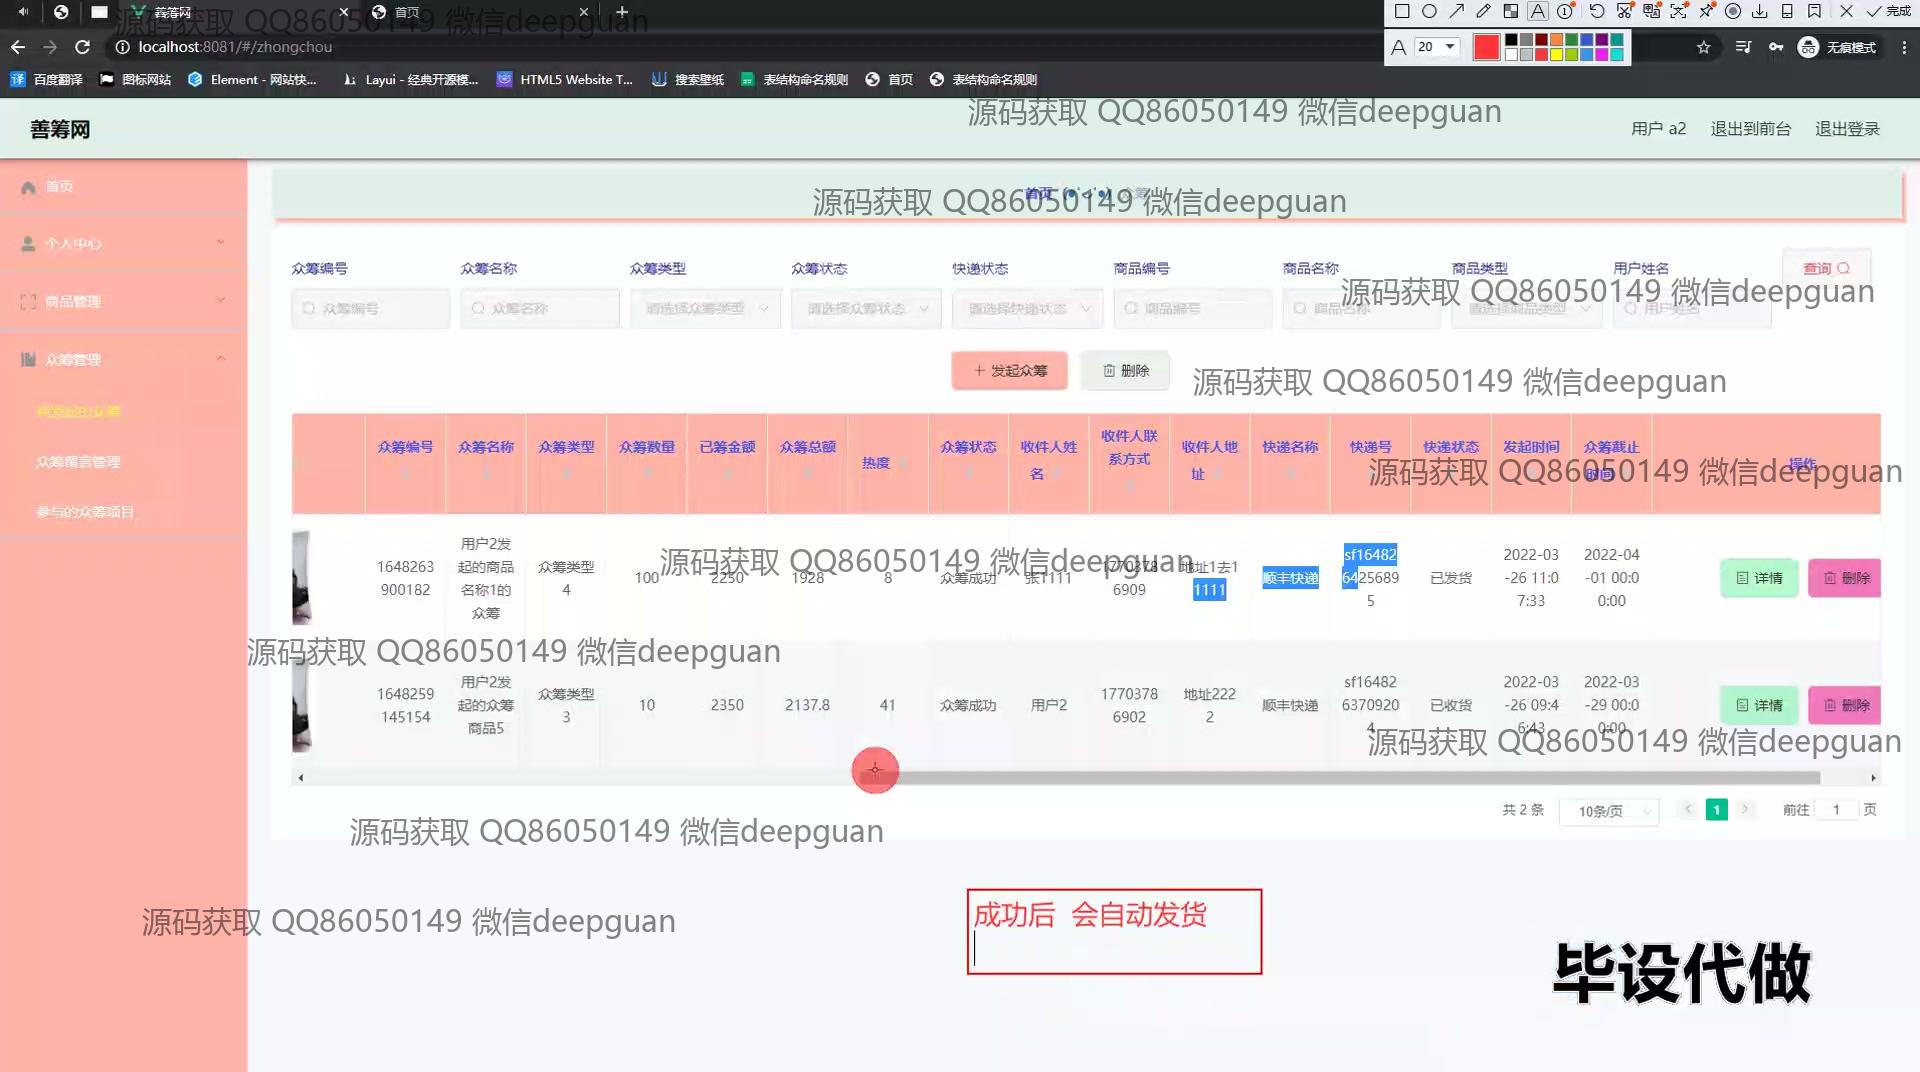 善筹网
首页
20
完成
localhost:8081/#/zhongchou
无痕模式
百度翻译
图标网站
Element - 网站快...
Layui - 经典开源模...
HTML5 Website T...
搜索壁纸
表结构命名规则
首页
表结构命名规则
善筹网
用户 a2
退出到前台
退出登录
首页
个人中心
商品管理
众筹管理
众筹留言管理
参与的众筹项目
首页
众筹编号
众筹名称
众筹类型
众筹状态
快递状态
商品编号
商品名称
商品类型
用户姓名
查询
众筹编号
众筹名称
请选择众筹类型
请选择众筹状态
请选择快递状态
商品编号
商品名称
请选择商品类型
用户姓名
发起众筹
删除
众筹编号
众筹名称
众筹类型
众筹数量
已筹金额
众筹总额
热度
众筹状态
收件人姓
名
收件人联
系方式
收件人地
址
快递名称
快递号
快递状态
发起时间
众筹截止
时间
操作
1648263
900182
用户2发
起的商品
名称1的
众筹
众筹类型
4
100
2250
1928
8
众筹成功
张1111
1770378
6909
地址1去1
1111
顺丰快递
sf16482
6425689
5
已发货
2022-03
-26 11:0
7:33
2022-04
-01 00:0
0:00
详情
删除
1648259
145154
用户2发
起的众筹
商品5
众筹类型
3
10
2350
2137.8
41
众筹成功
用户2
1770378
6902
地址222
2
顺丰快递
sf16482
6370920
4
已收货
2022-03
-26 09:4
6:43
2022-03
-29 00:0
0:00
详情
删除
共 2 条
10条/页
1
前往
1
页
成功后 会自动发货
毕设代做
源码获取 QQ86050149 微信deepguan
源码获取 QQ86050149 微信deepguan
源码获取 QQ86050149 微信deepguan
源码获取 QQ86050149 微信deepguan
源码获取 QQ86050149 微信deepguan
源码获取 QQ86050149 微信deepguan
源码获取 QQ86050149 微信deepguan
源码获取 QQ86050149 微信deepguan
源码获取 QQ86050149 微信deepguan
源码获取 QQ86050149 微信deepguan
源码获取 QQ86050149 微信deepguan